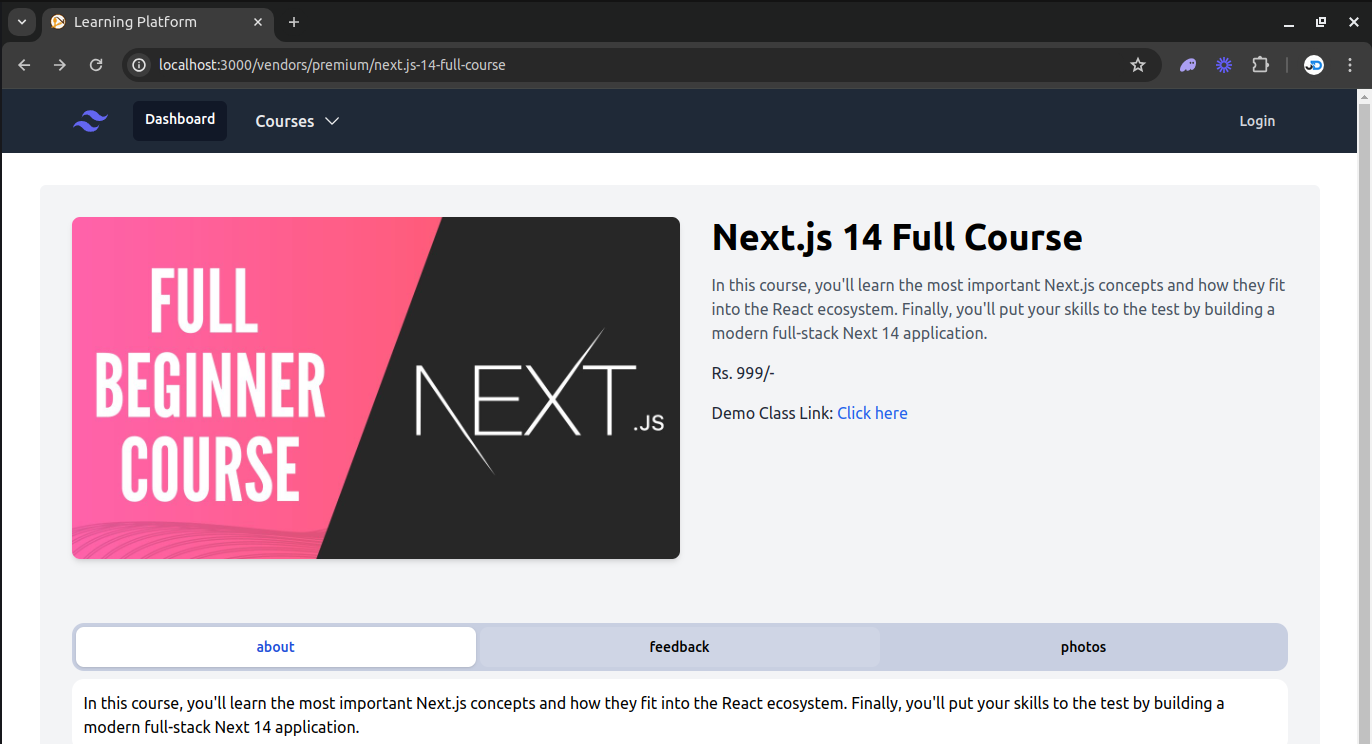 Learning Platform
localhost:3000/vendors/premium/next.js-14-full-course
Dashboard
Courses
Login
FULL
BEGINNER
COURSE
NEXT
.JS
Next.js 14 Full Course
In this course, you'll learn the most important Next.js concepts and how they fit
into the React ecosystem. Finally, you'll put your skills to the test by building a
modern full-stack Next 14 application.
Rs. 999/-
Demo Class Link: Click here
about
feedback
photos
In this course, you'll learn the most important Next.js concepts and how they fit into the React ecosystem. Finally, you'll put your skills to the test by building a
modern full-stack Next 14 application.